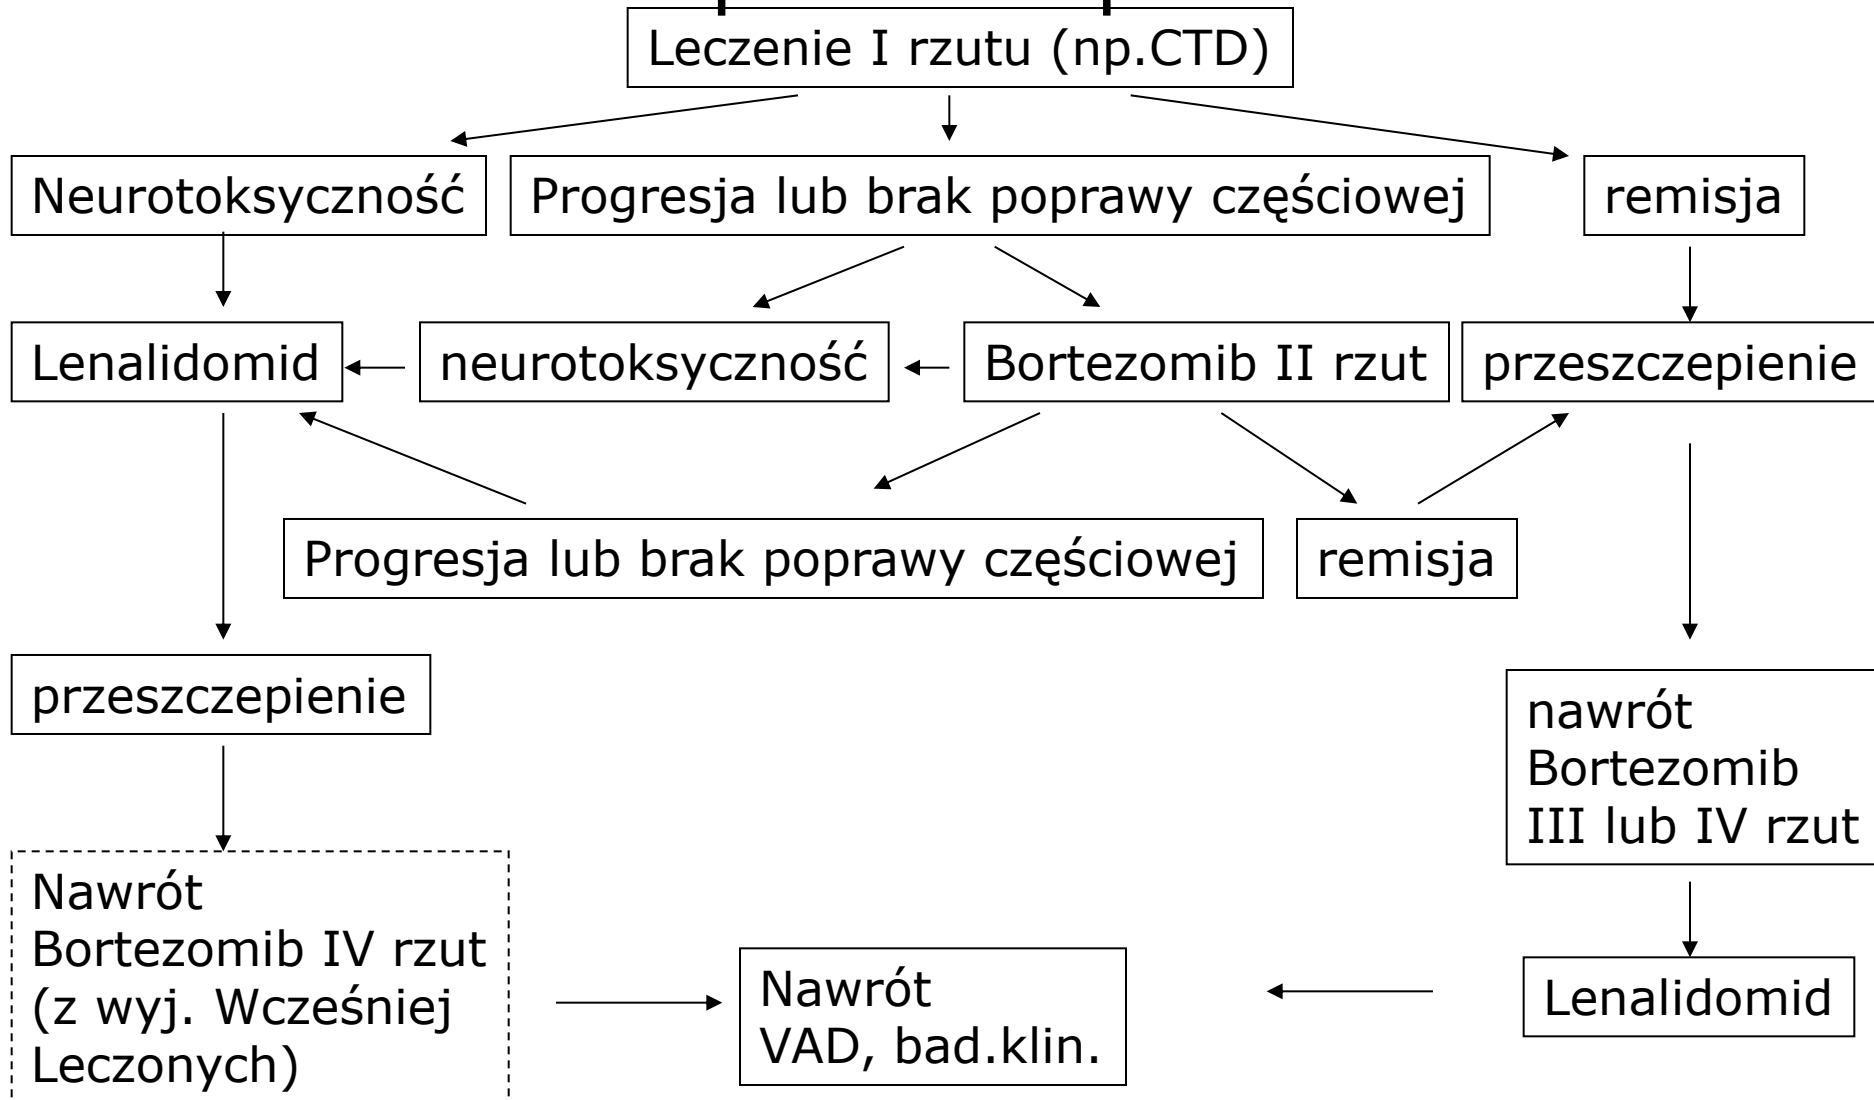 Leczenie I rzutu (np.CTD)
Neurotoksyczność
Progresja lub brak poprawy częściowej
remisja
Lenalidomid
neurotoksyczność
Bortezomib II rzut
przeszczepienie
Progresja lub brak poprawy częściowej
remisja
przeszczepienie
nawrót
Bortezomib
III lub IV rzut
Nawrót
Bortezomib IV rzut
(z wyj. Wcześniej
Leczonych)
Nawrót
VAD, bad.klin.
Lenalidomid